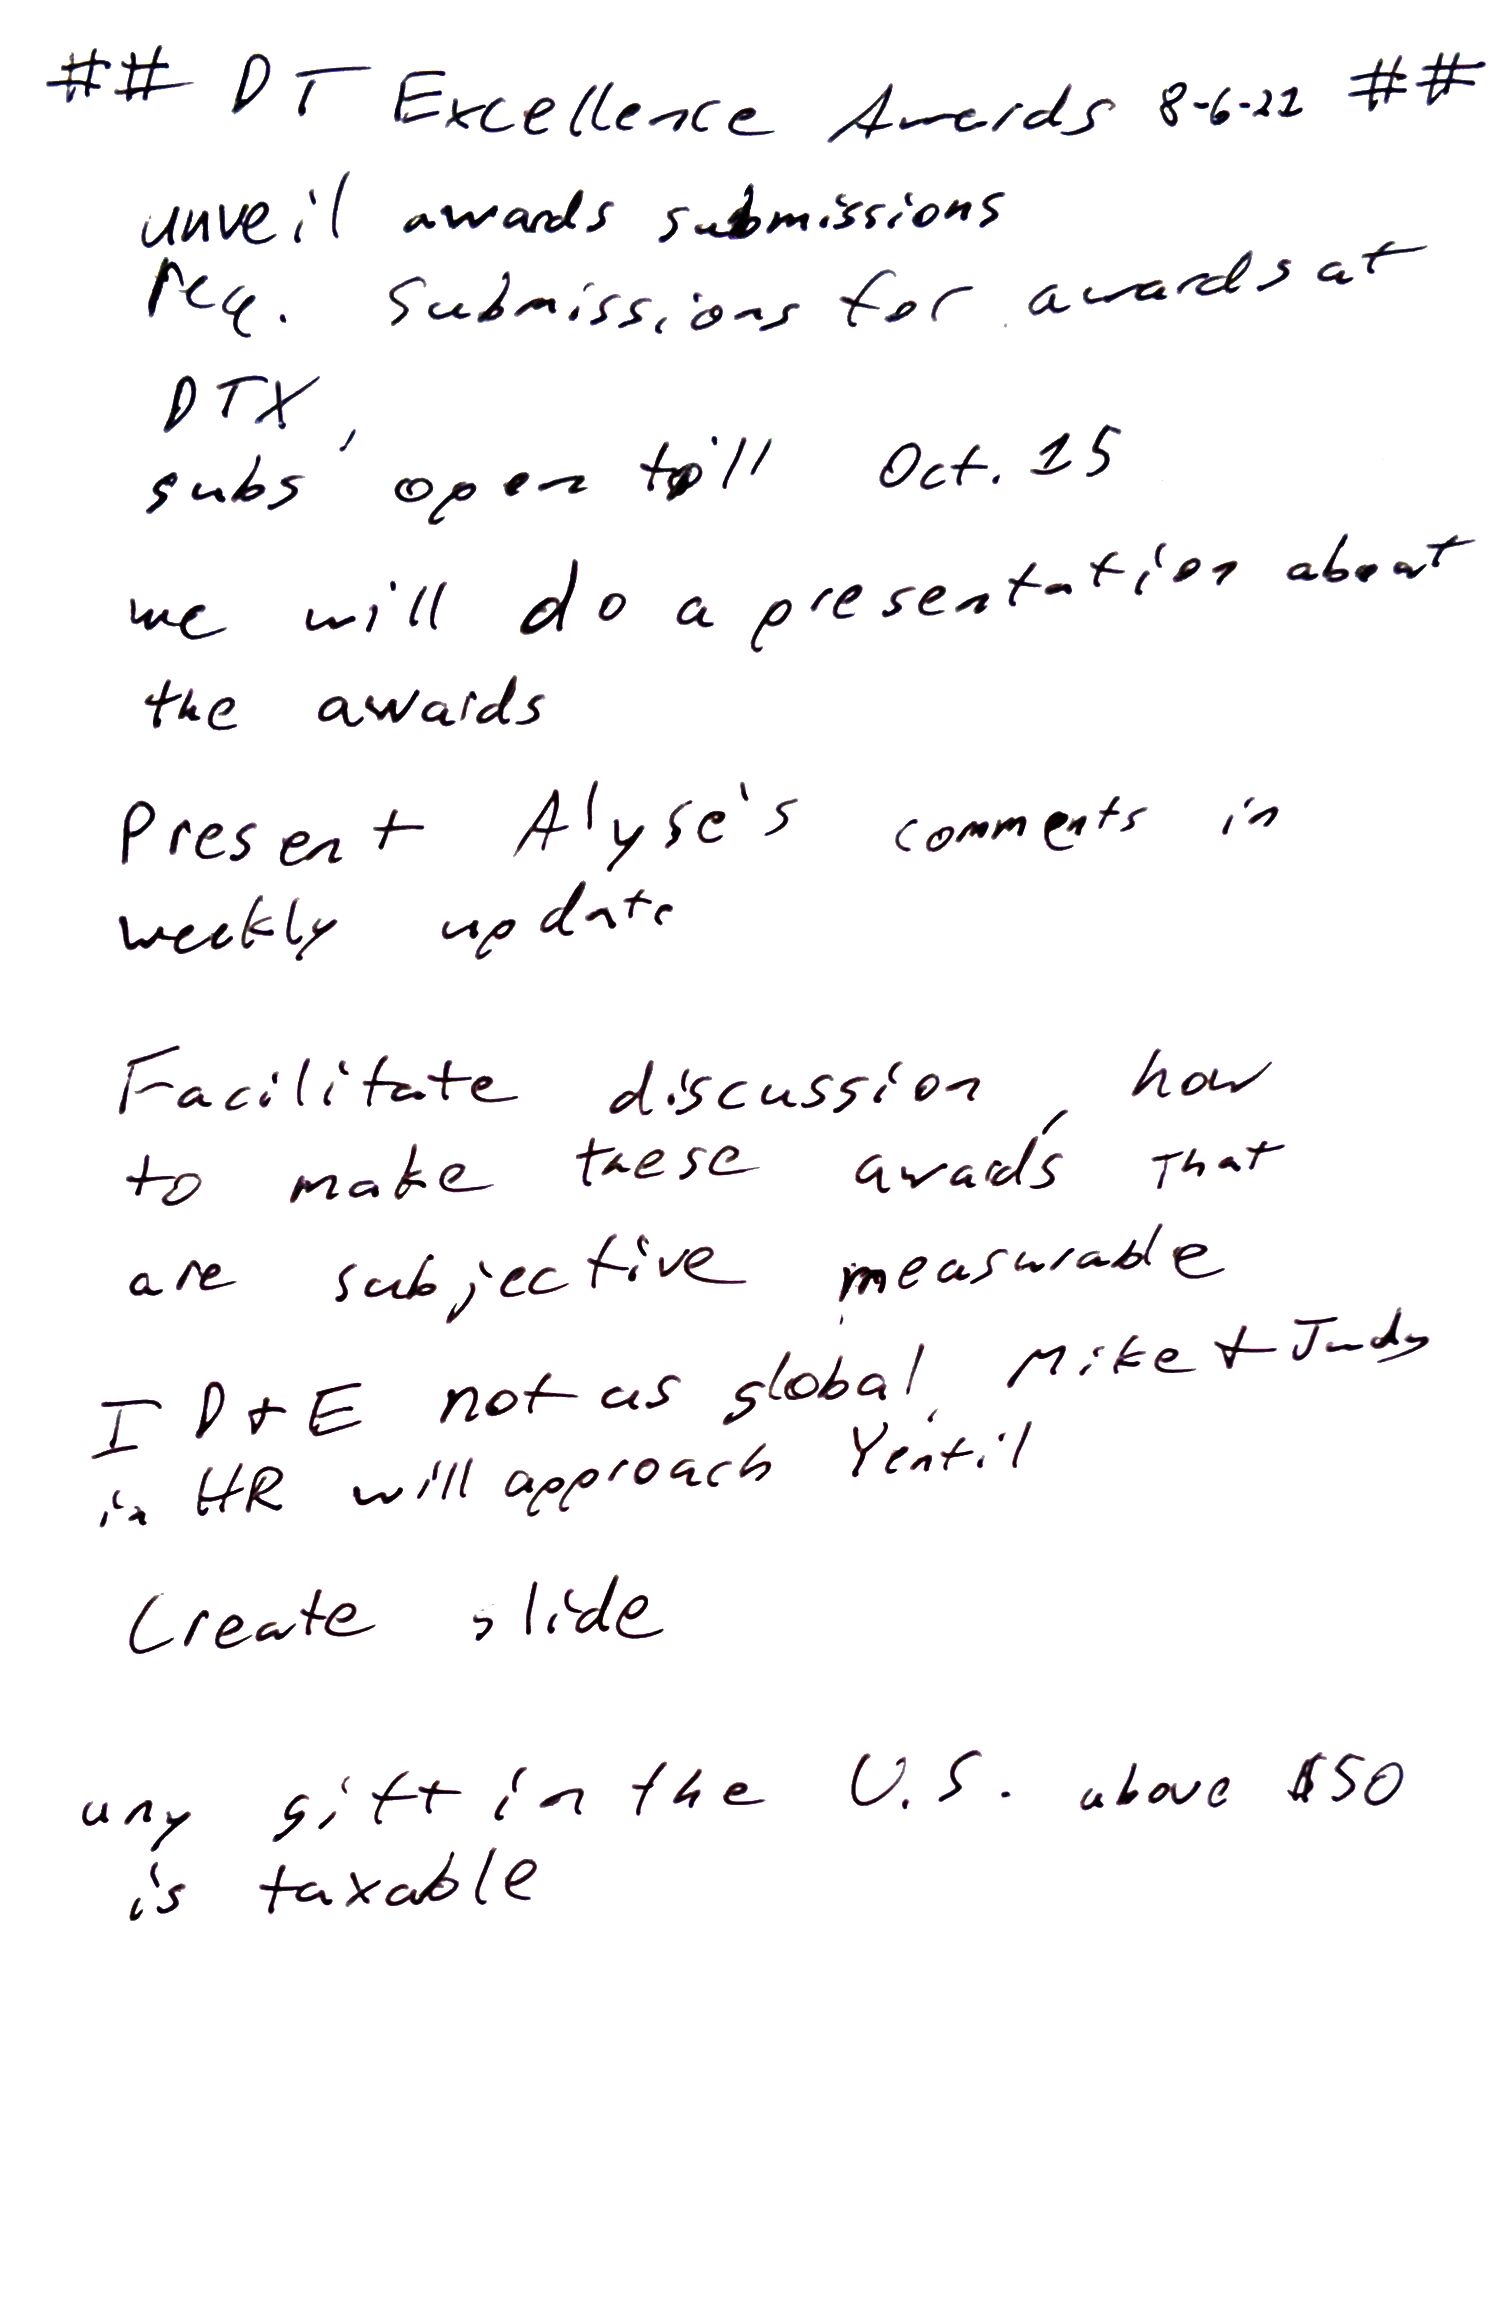 ## DT Excellence Awards 8-6-21 ##
unveil awards submissions
req. submissions for awards at
DTX,
subs open till Oct. 15
we will do a presentation about
the awards
Present Alyse's comments in
weekly update
Facilitate discussion, how
to make these awards that
are subjective measurable
I D+E not as global, Mike + Judy
in HR will approach Yentil
Create slide
any gift in the U.S. above $50
is taxable